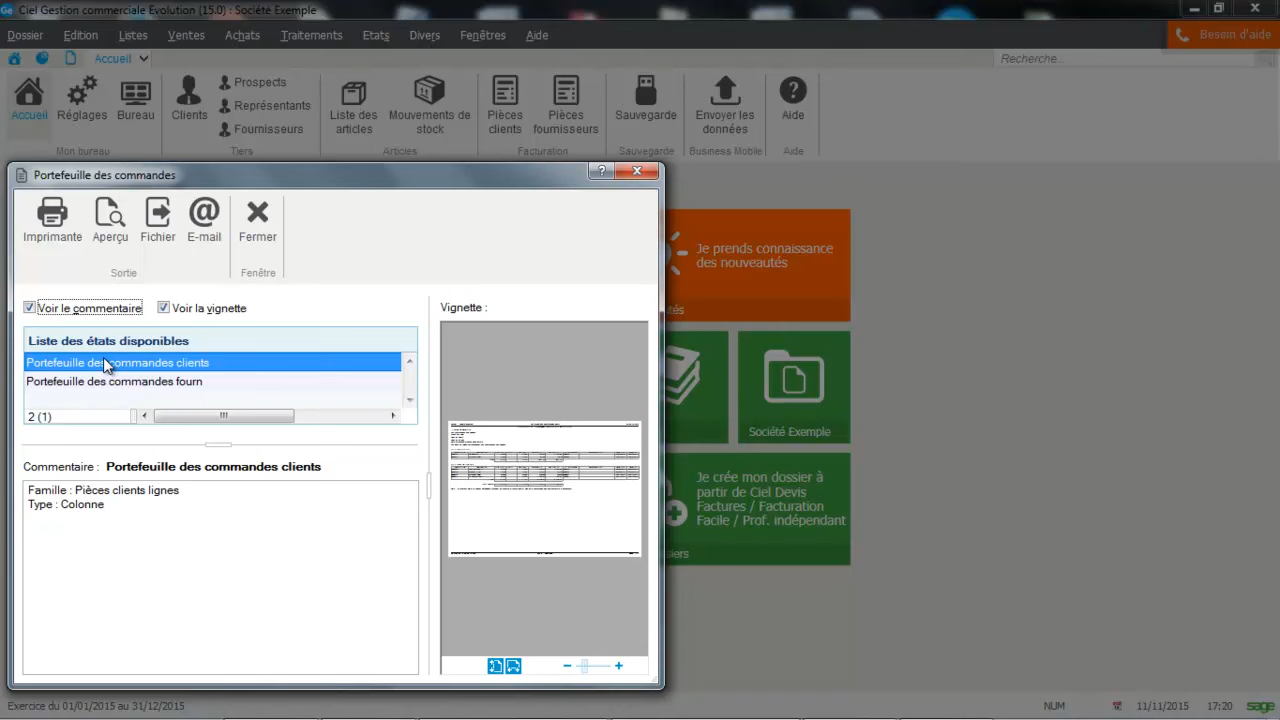 Ciel Gestion commerciale Evolution (15.0) : Société Exemple
Dossier Edition Listes Ventes Achats Traitements Etats Divers Fenêtres Aide
Besoin d'aide
Accueil
Recherche...
Accueil Réglages Bureau
Mon bureau
Clients
Prospects
Représentants
Fournisseurs
Tiers
Liste des articles
Mouvements de stock
Articles
Pièces clients
Pièces fournisseurs
Facturation
Sauvegarde
Sauvegarde
Envoyer les données
Business Mobile
Aide
Aide
Portefeuille des commandes
Imprimante Aperçu Fichier E-mail
Sortie
Fermer
Fenêtre
Voir le commentaire Voir la vignette
Liste des états disponibles
Portefeuille des commandes clients
Portefeuille des commandes fourn
2 (1)
Commentaire : Portefeuille des commandes clients
Famille : Pièces clients lignes
Type : Colonne
Vignette :
Je prends connaissance
des nouveautés
Société Exemple
Je crée mon dossier à
partir de Ciel Devis
Factures / Facturation
Facile / Prof. indépendant
Exercice du 01/01/2015 au 31/12/2015
NUM 11/11/2015 17:20 sage